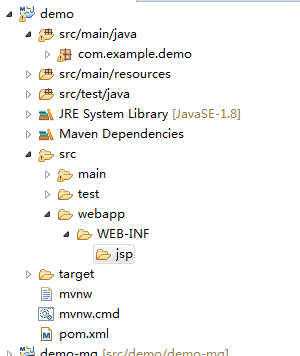 demo
src/main/java
com.example.demo
src/main/resources
src/test/java
JRE System Library [JavaSE-1.8]
Maven Dependencies
src
main
test
webapp
WEB-INF
jsp
target
mvnw
mvnw.cmd
pom.xml
demo-mq [src/demo/demo-mq]